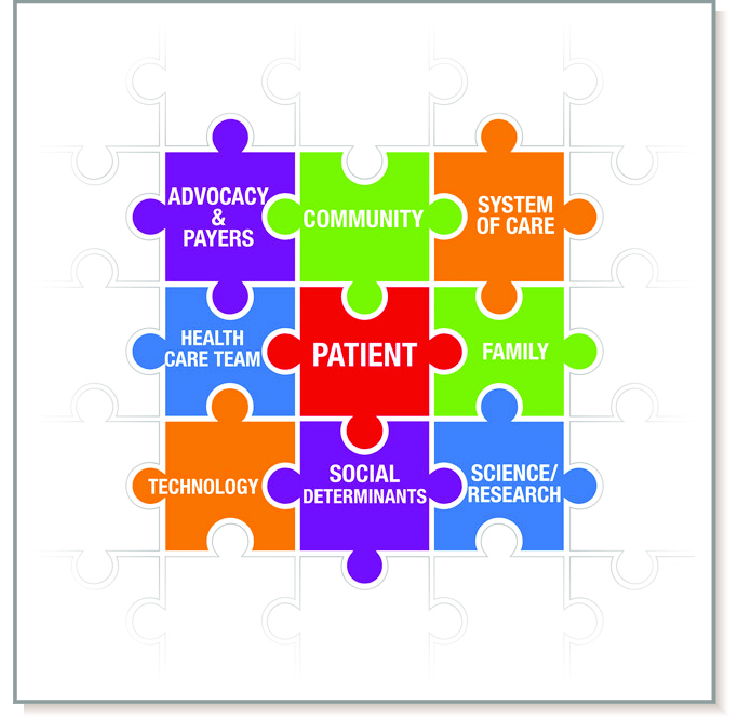 ADVOCACY
&
PAYERS
COMMUNITY
SYSTEM
OF CARE
HEALTH
CARE TEAM
PATIENT
FAMILY
TECHNOLOGY
SOCIAL
DETERMINANTS
SCIENCE/
RESEARCH